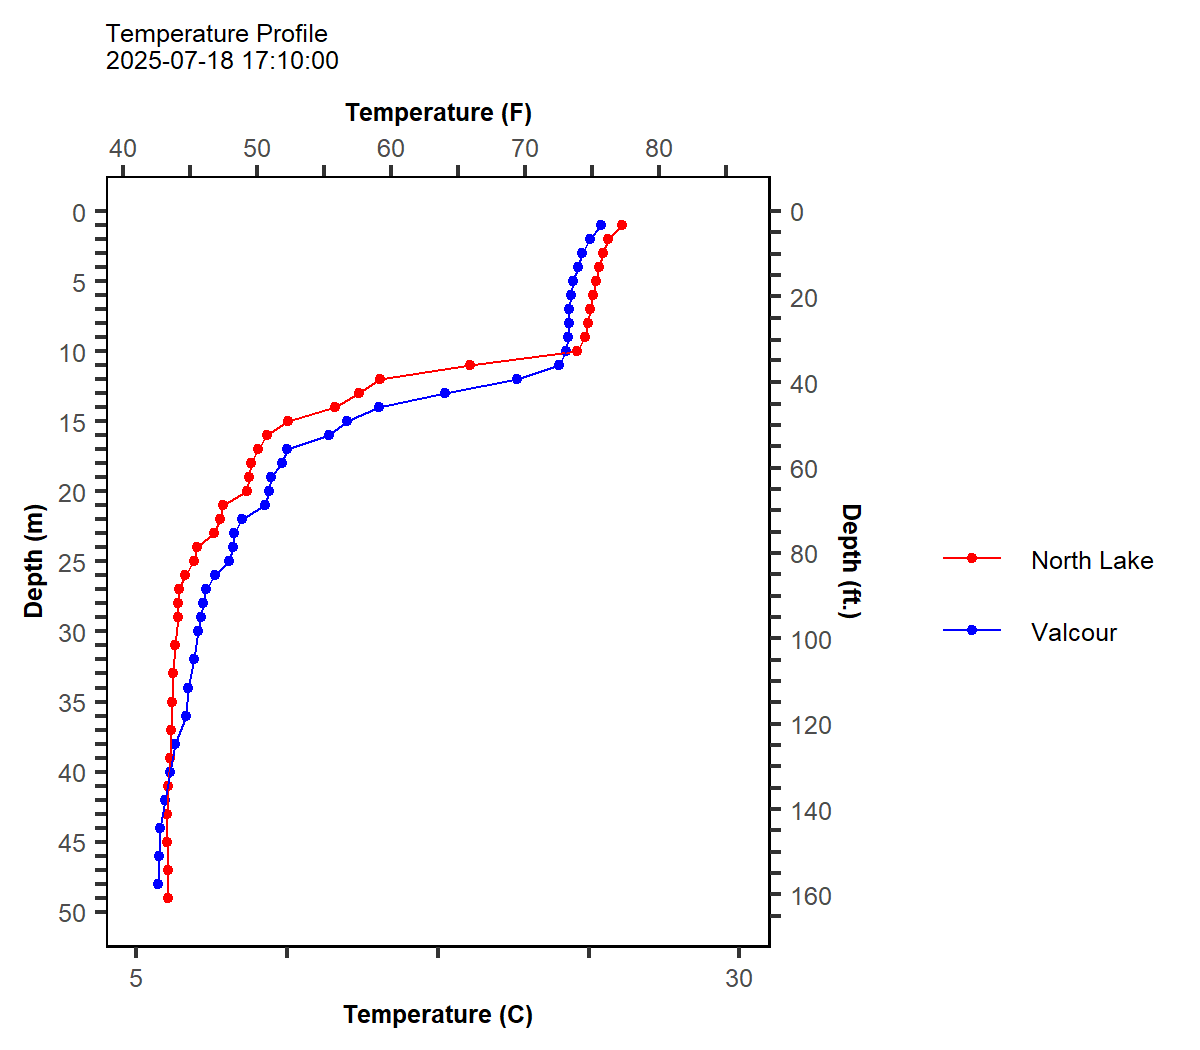 Temperature Profile
2025-07-18 17:10:00
Temperature (F)
40 50 60 70 80
0
5
10
15
20
25
30
35
40
45
50
Depth (m)
0
20
40
60
80
100
120
140
160
Depth (ft.)
North Lake
Valcour
5 30
Temperature (C)